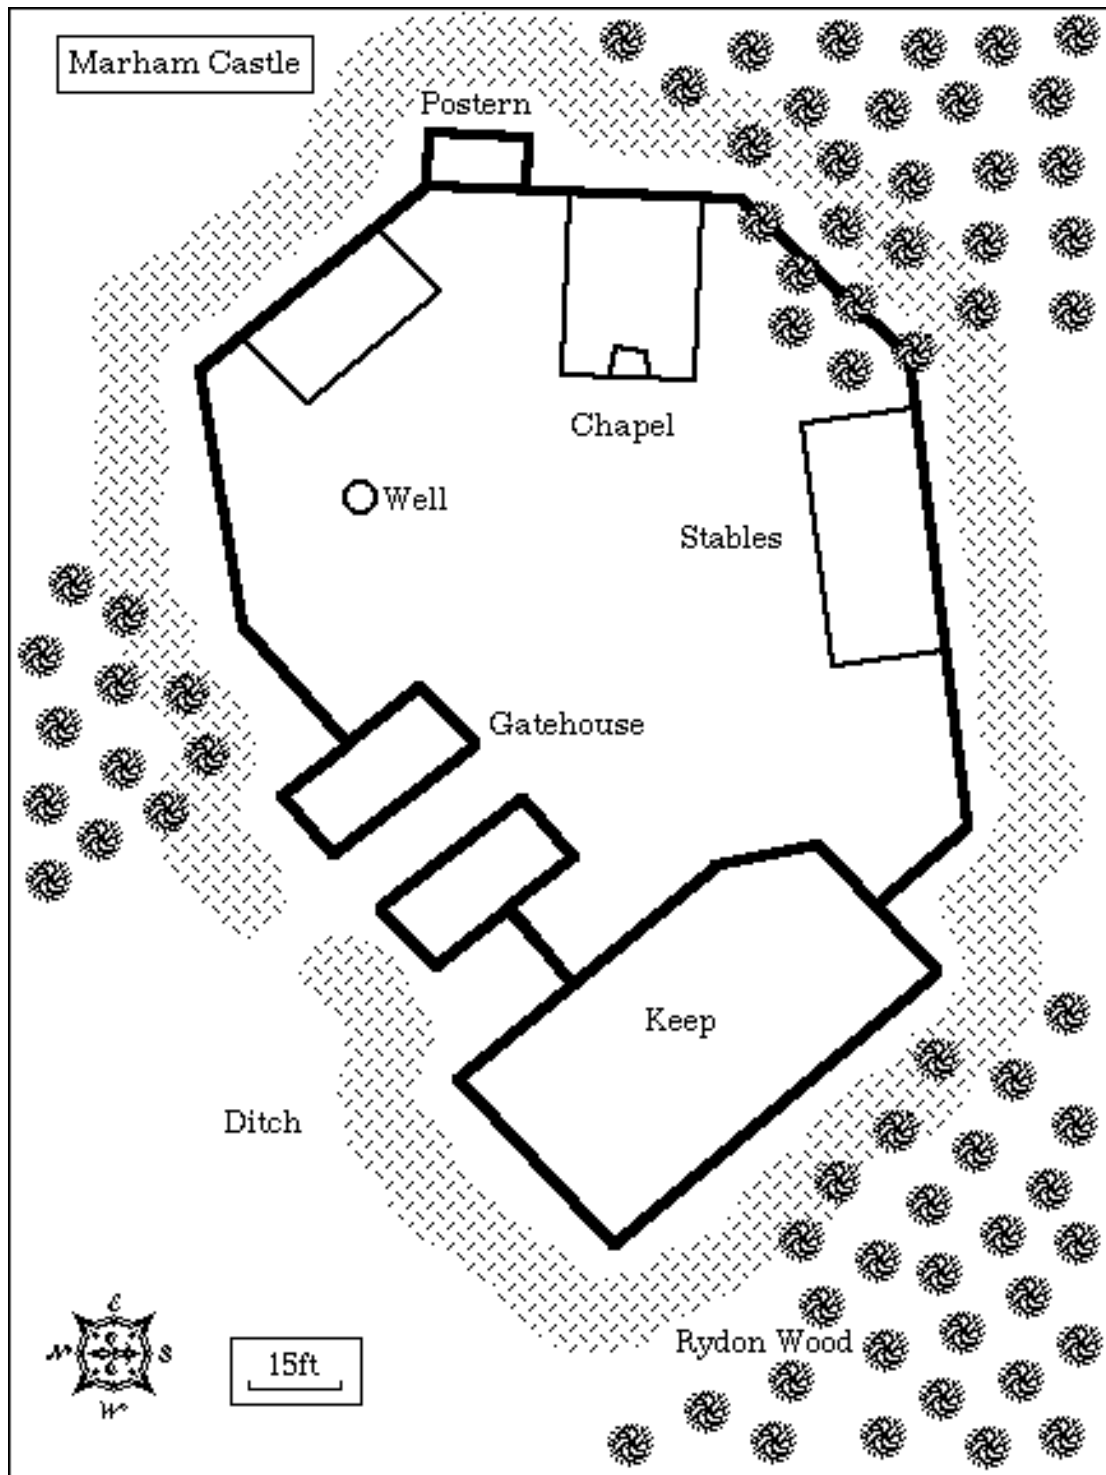 Marham Castle
Postern
Chapel
Well
Stables
Gatehouse
Keep
Ditch
E
N
S
W
15ft
Rydon Wood